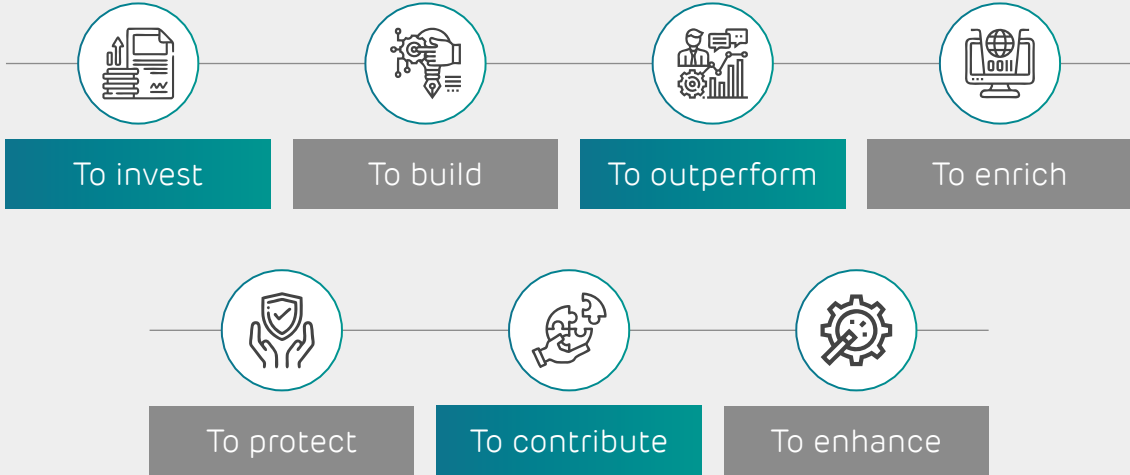 To invest
To build
To outperform
To enrich
To protect
To contribute
To enhance